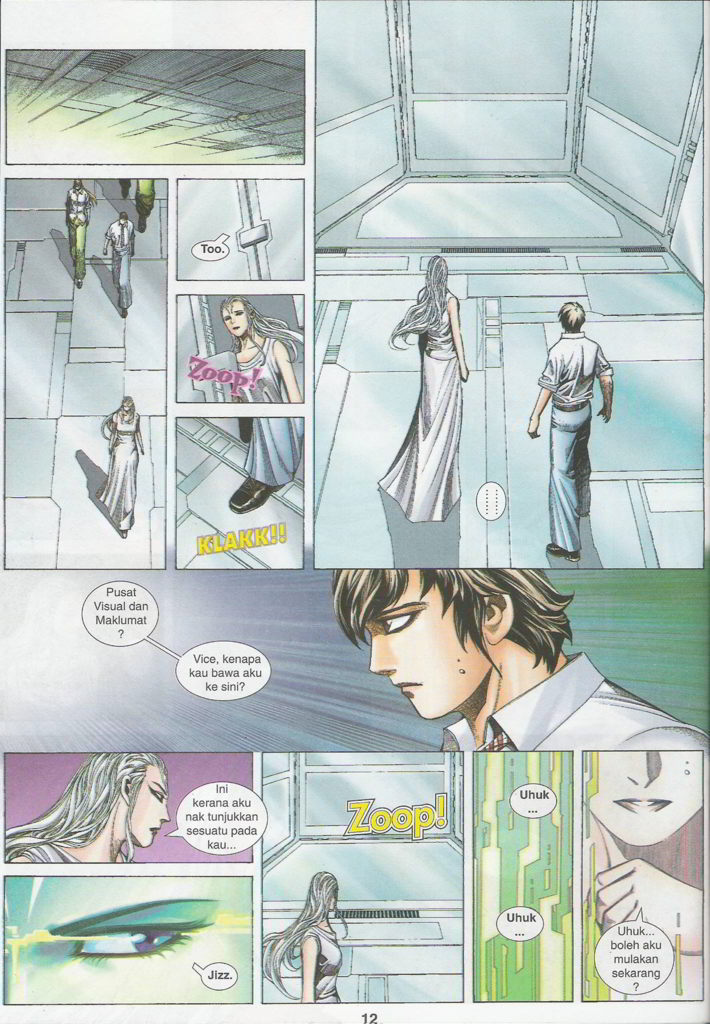 Too.
Zoop!
KLAKK!!
......
Pusat
Visual dan
Maklumat
?
Vice, kenapa
kau bawa aku
ke sini?
Ini
kerana aku
nak tunjukkan
sesuatu pada
kau...
Jizz.
Zoop!
Uhuk
...
Uhuk
...
Uhuk...
boleh aku
mulakan
sekarang
?
12